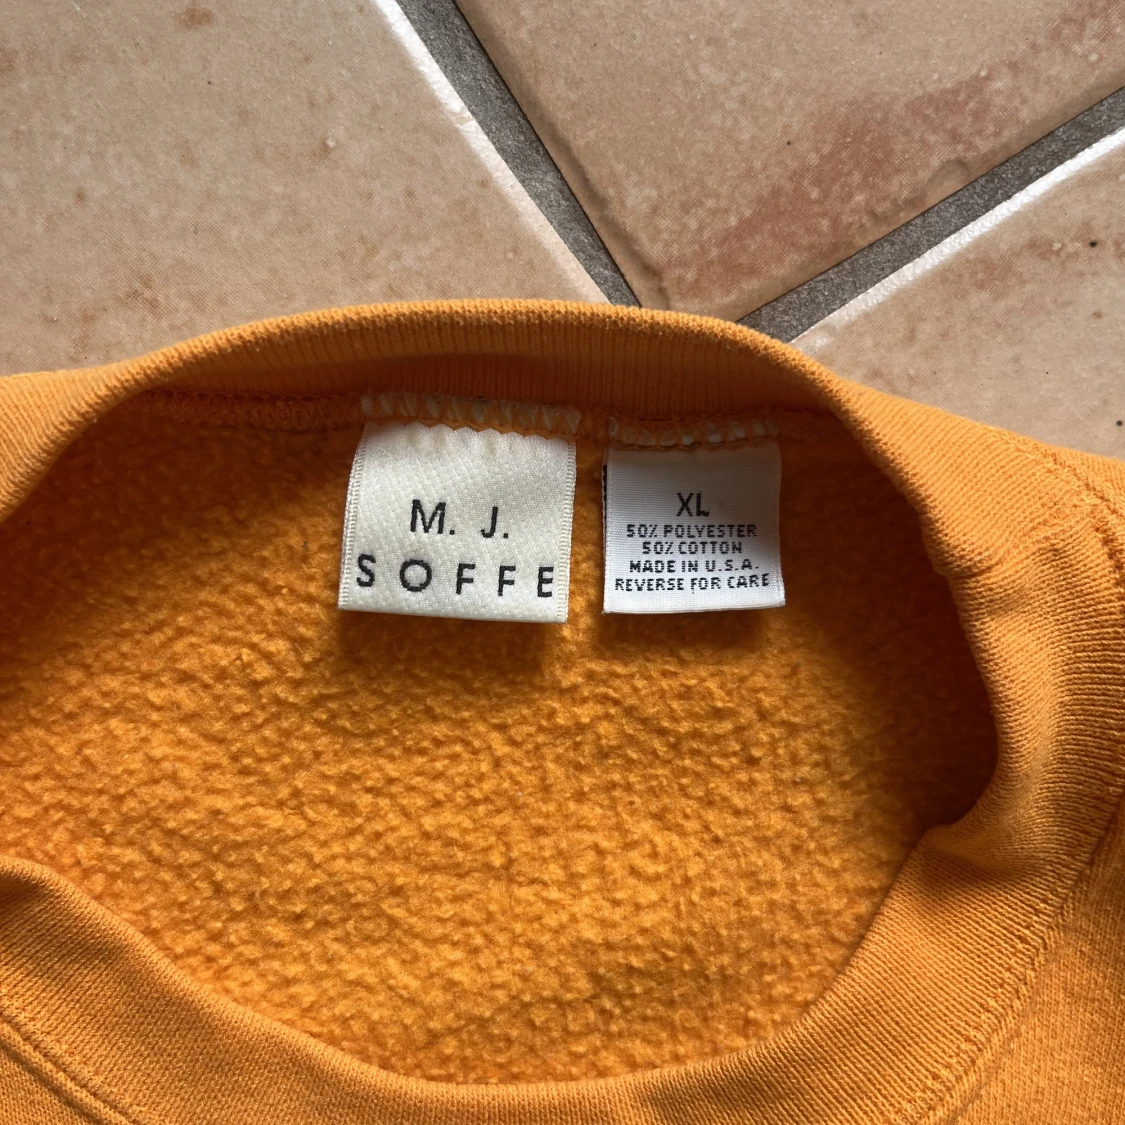 M. J.
SOFFE
XL
50% POLYESTER
50% COTTON
MADE IN U.S.A.
REVERSE FOR CARE